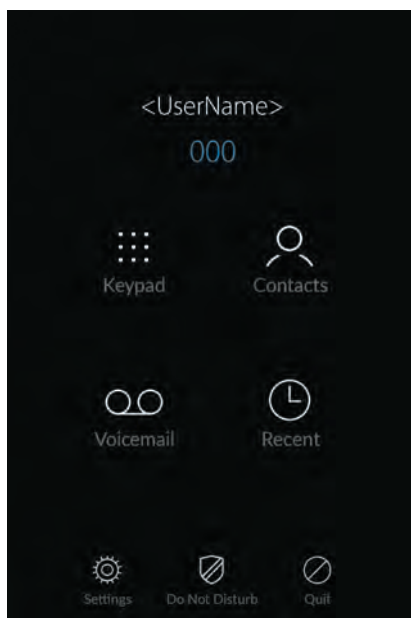 <UserName>
000
Keypad Contacts
Voicemail Recent
Settings Do Not Disturb Quit